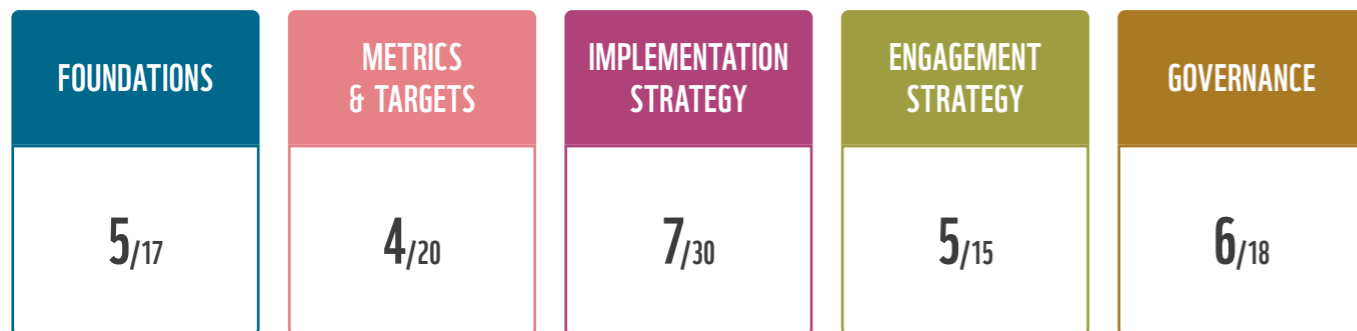 FOUNDATIONS
METRICS
& TARGETS
IMPLEMENTATION
STRATEGY
ENGAGEMENT
STRATEGY
GOVERNANCE
5/17
4/20
7/30
5/15
6/18